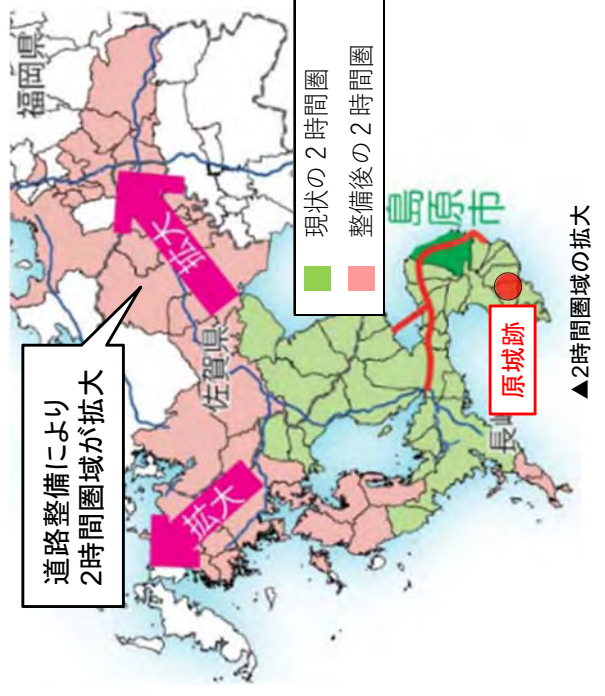 福岡県
道路整備により
2時間圏域が拡大
拡大
拡大
佐賀県
現状の2時間圏
整備後の2時間圏
島原市
原城跡
長崎
▲2時間圏域の拡大